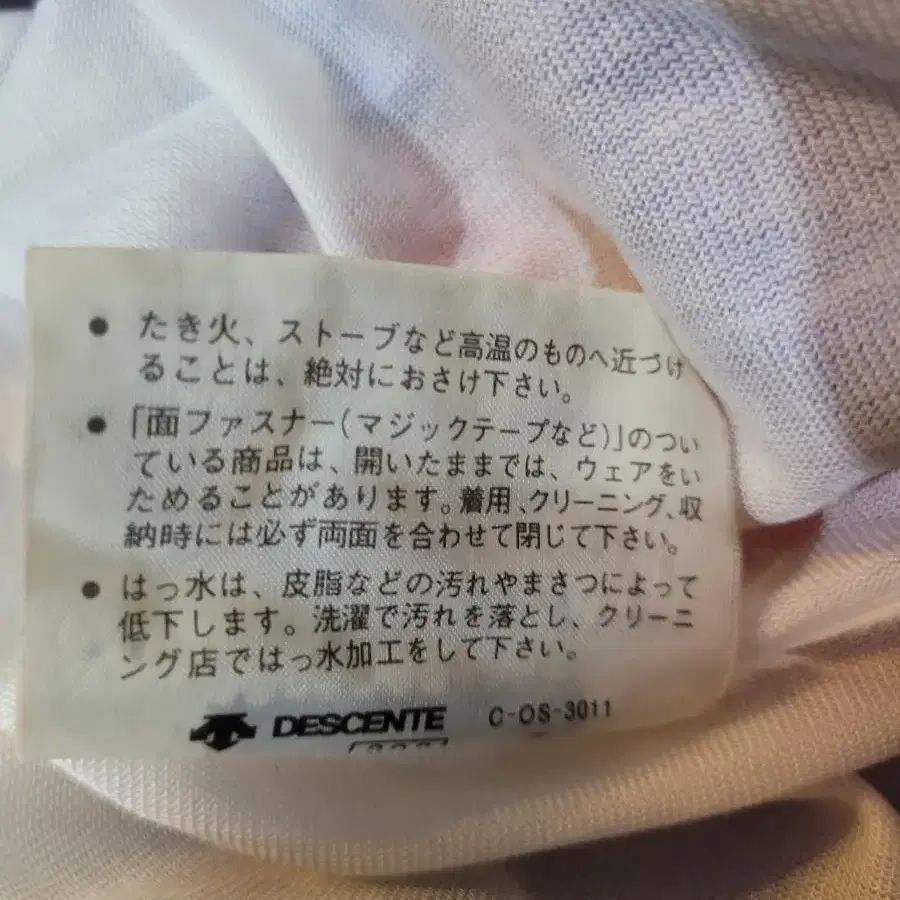 ● たき火、ストーブなど高温のものへ近づけ
ることは、絶対におさけ下さい。
● 「面ファスナー(マジックテープなど)」のつい
ている商品は、開いたままでは、ウェアをい
ためることがあります。着用、クリーニング、収
納時には必ず両面を合わせて閉じて下さい。
● はっ水は、皮脂などの汚れやまさつによって
低下します。洗濯で汚れを落とし、クリーニ
ング店ではっ水加工をして下さい。
DESCENTE C-OS-3011